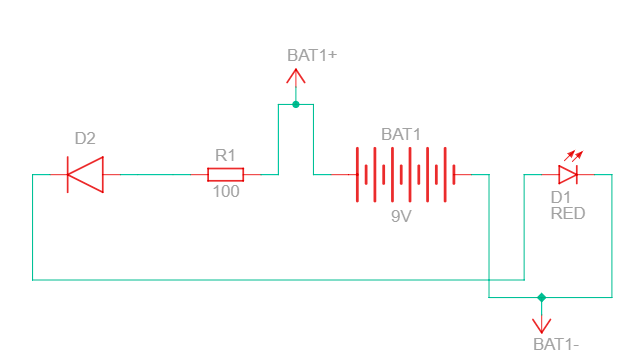 BAT1+
D2
R1
100
BAT1
9V
D1
RED
BAT1-